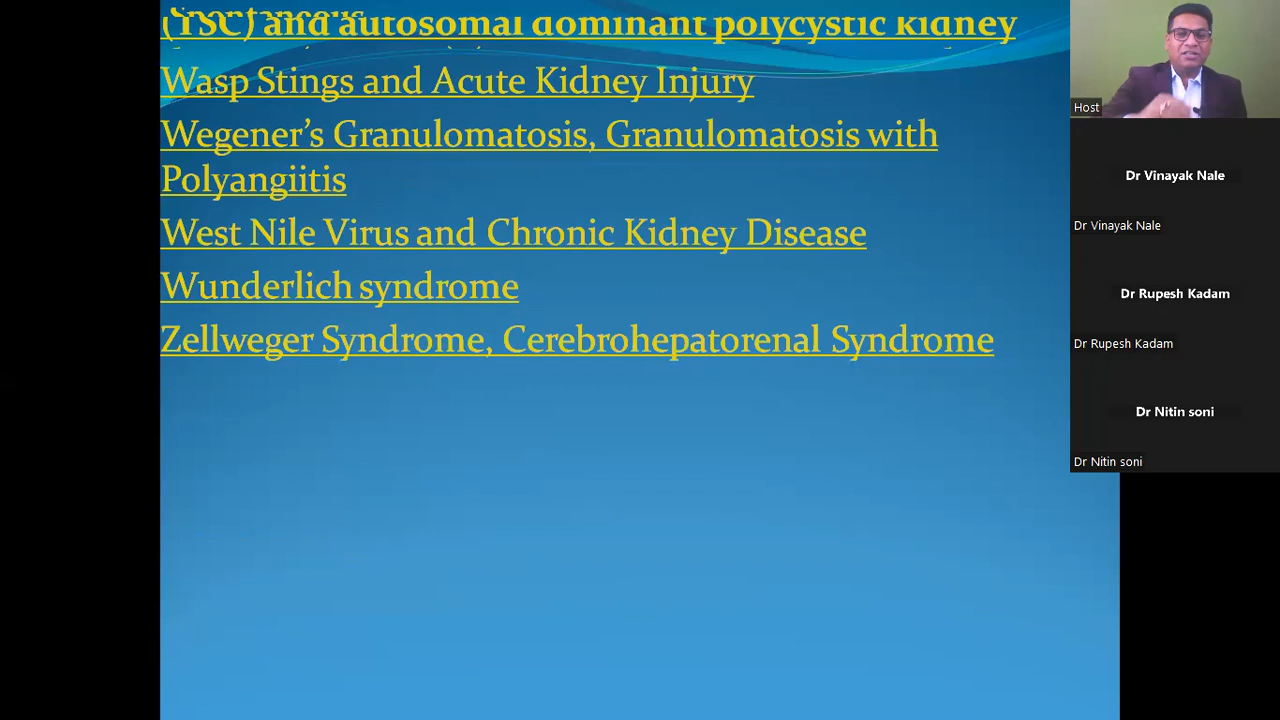 (TSC) and autosomal dominant polycystic kidney
Wasp Stings and Acute Kidney Injury
Wegener’s Granulomatosis, Granulomatosis with
Polyangiitis
West Nile Virus and Chronic Kidney Disease
Wunderlich syndrome
Zellweger Syndrome, Cerebrohepatorenal Syndrome
Host
Dr Vinayak Nale
Dr Vinayak Nale
Dr Rupesh Kadam
Dr Rupesh Kadam
Dr Nitin soni
Dr Nitin soni